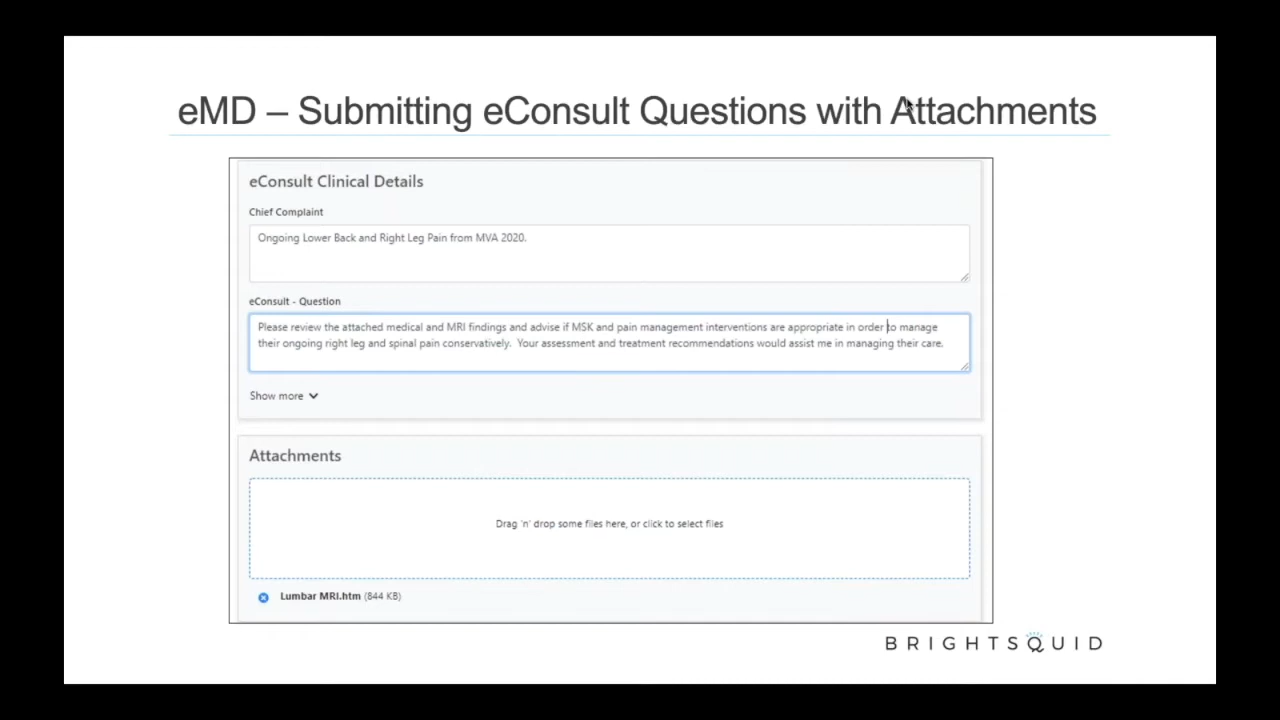 eMD – Submitting eConsult Questions with Attachments
eConsult Clinical Details
Chief Complaint
Ongoing Lower Back and Right Leg Pain from MVA 2020.
eConsult - Question
Please review the attached medical and MRI findings and advise if MSK and pain management interventions are appropriate in order to manage
their ongoing right leg and spinal pain conservatively.  Your assessment and treatment recommendations would assist me in managing their care.
Show more
Attachments
Drag 'n' drop some files here, or click to select files
Lumbar MRI.htm (844 KB)
BRIGHTSQUID